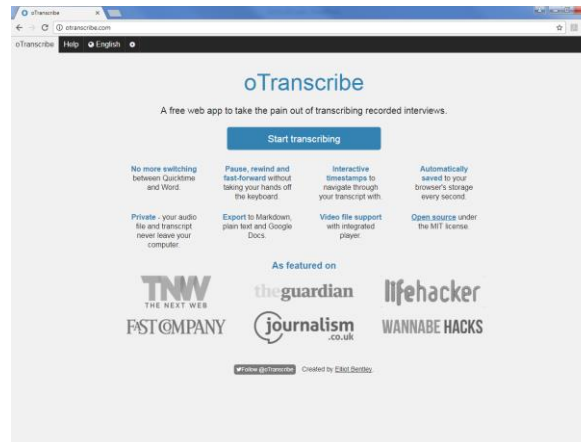 oTranscribe
otranscribe.com
oTranscribe Help English
oTranscribe
A free web app to take the pain out of transcribing recorded interviews.
Start transcribing
No more switching
between Quicktime
and Word.
Pause, rewind and
fast-forward without
taking your hands off
the keyboard.
Interactive
timestamps to
navigate through
your transcript with.
Automatically
saved to your
browser's storage
every second.
Private - your audio
file and transcript
never leave your
computer.
Export to Markdown,
plain text and Google
Docs.
Video file support
with integrated
player.
Open source under
the MIT license.
As featured on
TNW
THE NEXT WEB
theguardian
lifehacker
FAST COMPANY
journalism
.co.uk
WANNABE HACKS
Follow @oTranscribe Created by Elliot Bentley.